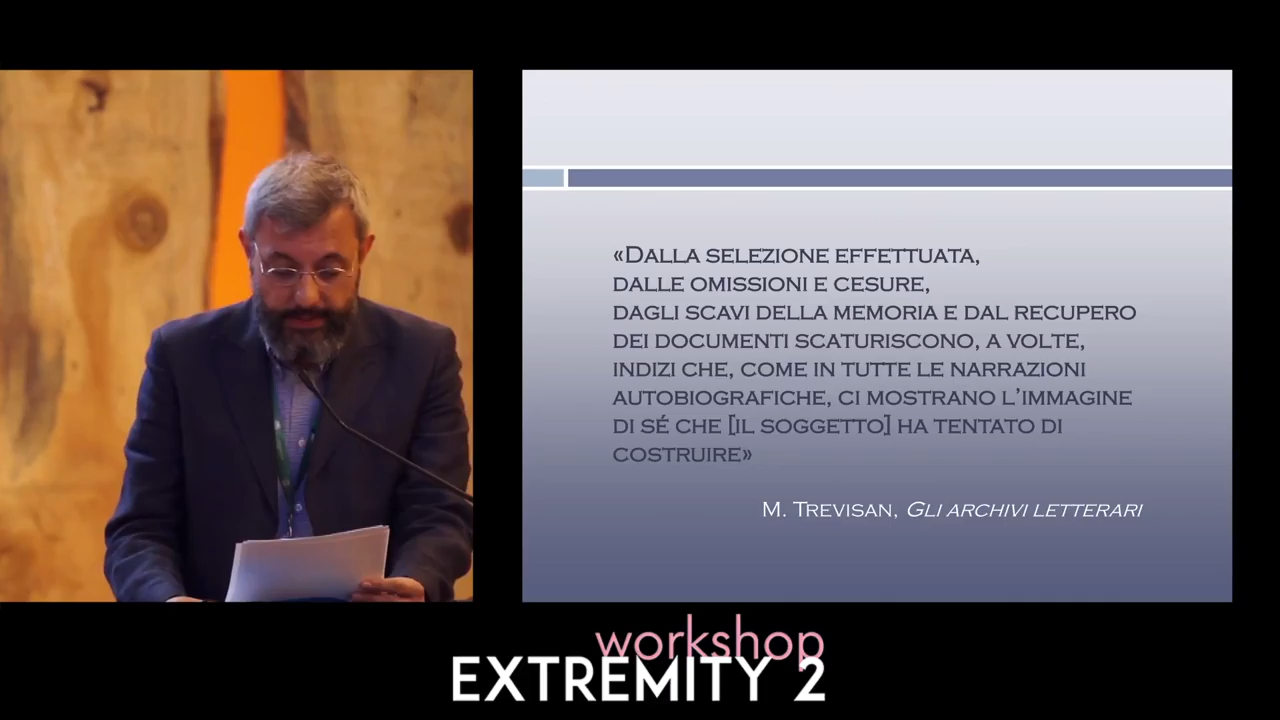 «DALLA SELEZIONE EFFETTUATA,
DALLE OMISSIONI E CESURE,
DAGLI SCAVI DELLA MEMORIA E DAL RECUPERO
DEI DOCUMENTI SCATURISCONO, A VOLTE,
INDIZI CHE, COME IN TUTTE LE NARRAZIONI
AUTOBIOGRAFICHE, CI MOSTRANO L'IMMAGINE
DI SÉ CHE [IL SOGGETTO] HA TENTATO DI
COSTRUIRE»
M. TREVISAN, GLI ARCHIVI LETTERARI
workshop
EXTREMITY 2